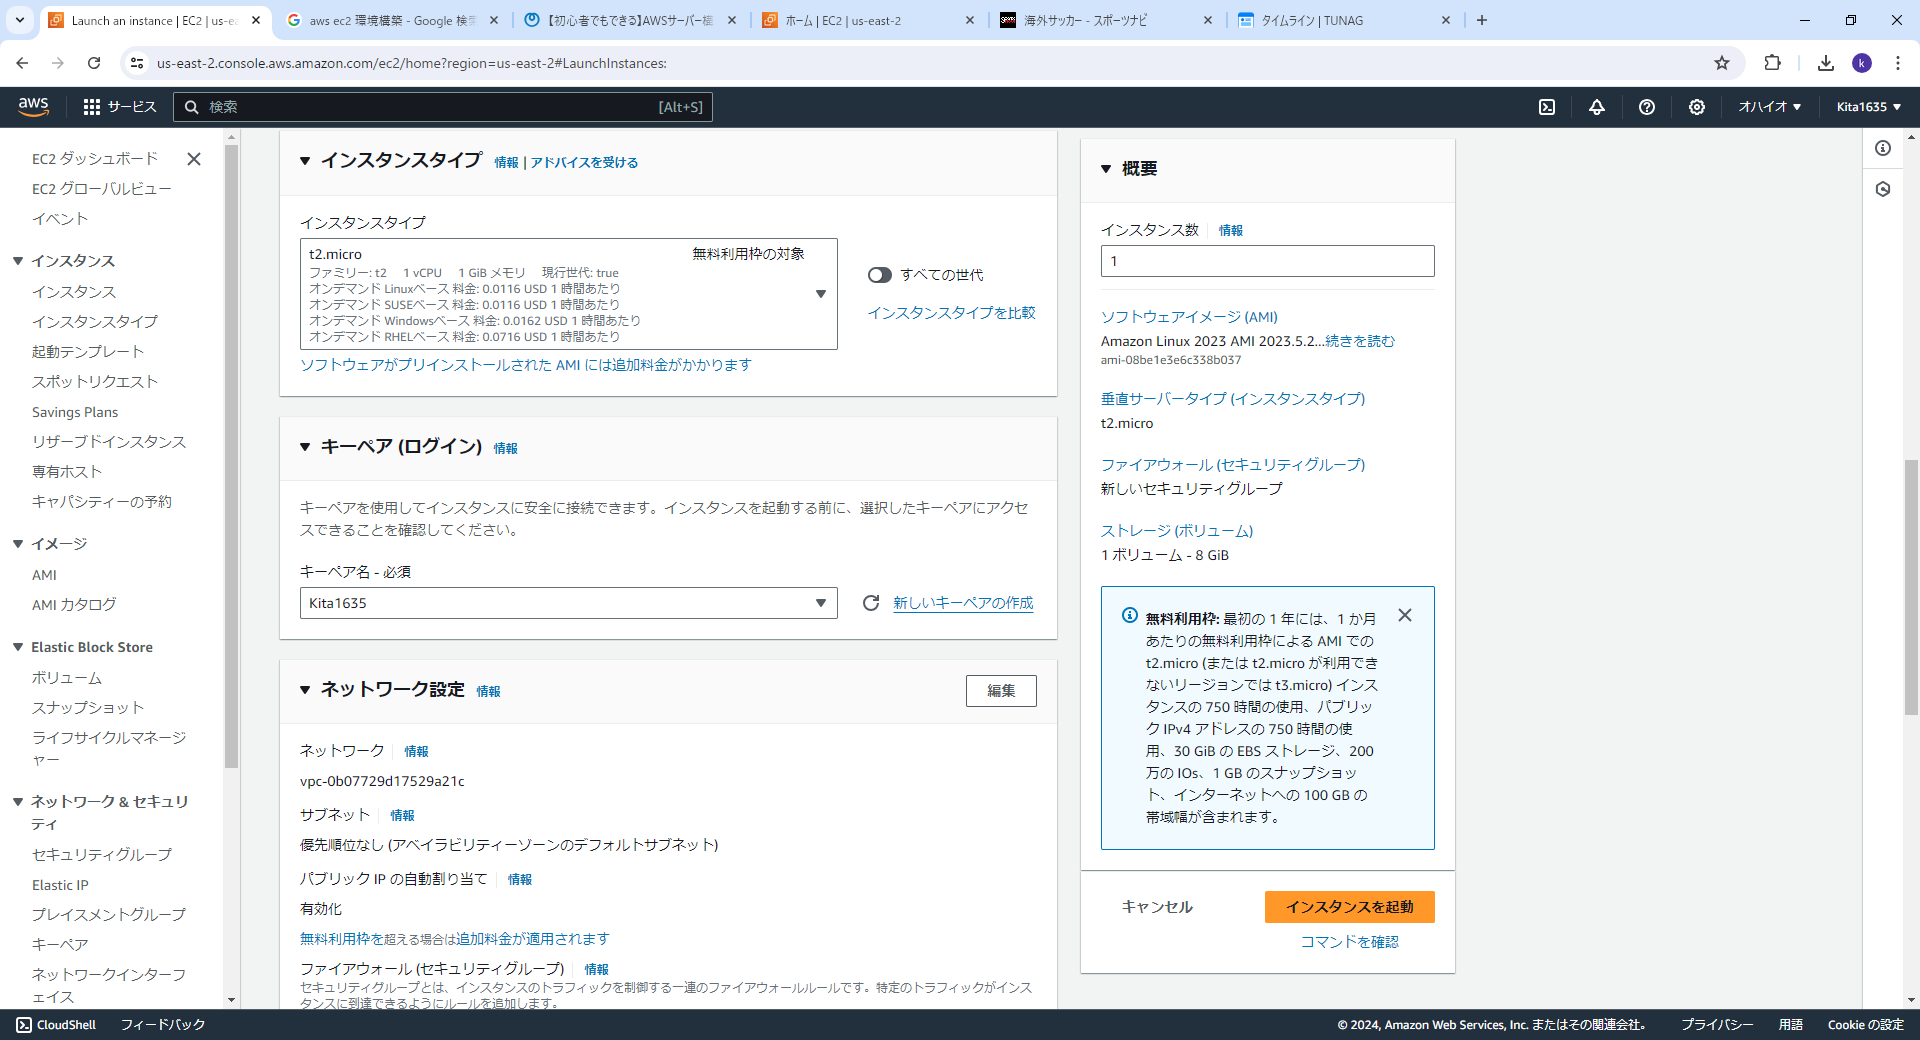 Launch an instance | EC2 | us-ea
aws ec2 環境構築 - Google 検索
【初心者でもできる】AWSサーバー構
ホーム | EC2 | us-east-2
海外サッカー - スポーツナビ
タイムライン | TUNAG
us-east-2.console.aws.amazon.com/ec2/home?region=us-east-2#LaunchInstances:
k
aws
サービス
検索
[Alt+S]
オハイオ
Kita1635
EC2 ダッシュボード
EC2 グローバルビュー
イベント
インスタンス
インスタンス
インスタンスタイプ
起動テンプレート
スポットリクエスト
Savings Plans
リザーブドインスタンス
専有ホスト
キャパシティーの予約
イメージ
AMI
AMI カタログ
Elastic Block Store
ボリューム
スナップショット
ライフサイクルマネージ
ャー
ネットワーク & セキュリ
ティ
セキュリティグループ
Elastic IP
プレイスメントグループ
キーペア
ネットワークインターフ
ェイス
インスタンスタイプ 情報 | アドバイスを受ける
インスタンスタイプ
t2.micro 無料利用枠の対象
ファミリー: t2 1 vCPU 1 GiB メモリ 現行世代: true
オンデマンド Linuxベース 料金: 0.0116 USD 1 時間あたり
オンデマンド SUSEベース 料金: 0.0116 USD 1 時間あたり
オンデマンド Windowsベース 料金: 0.0162 USD 1 時間あたり
オンデマンド RHELベース 料金: 0.0716 USD 1 時間あたり
すべての世代
インスタンスタイプを比較
ソフトウェアがプリインストールされた AMI には追加料金がかかります
キーペア (ログイン) 情報
キーペアを使用してインスタンスに安全に接続できます。インスタンスを起動する前に、選択したキーペアにアクセ
スできることを確認してください。
キーペア名 - 必須
Kita1635
新しいキーペアの作成
ネットワーク設定 情報
編集
ネットワーク 情報
vpc-0b07729d17529a21c
サブネット 情報
優先順位なし (アベイラビリティーゾーンのデフォルトサブネット)
パブリック IP の自動割り当て 情報
有効化
無料利用枠を超える場合は追加料金が適用されます
ファイアウォール (セキュリティグループ) 情報
セキュリティグループとは、インスタンスのトラフィックを制御する一連のファイアウォールルールです。特定のトラフィックがインス
タンスに到達できるようにルールを追加します。
概要
インスタンス数 情報
1
ソフトウェアイメージ (AMI)
Amazon Linux 2023 AMI 2023.5.2...続きを読む
ami-08be1e3e6c338b037
垂直サーバータイプ (インスタンスタイプ)
t2.micro
ファイアウォール (セキュリティグループ)
新しいセキュリティグループ
ストレージ (ボリューム)
1 ボリューム - 8 GiB
無料利用枠: 最初の 1 年には、1 か月
あたりの無料利用枠による AMI での
t2.micro (または t2.micro が利用でき
ないリージョンでは t3.micro) インス
タンスの 750 時間の使用、パブリッ
ク IPv4 アドレスの 750 時間の使
用、30 GiB の EBS ストレージ、200
万の IOs、1 GB のスナップショッ
ト、インターネットへの 100 GB の
帯域幅が含まれます。
キャンセル
インスタンスを起動
コマンドを確認
CloudShell
フィードバック
© 2024, Amazon Web Services, Inc. またはその関連会社。
プライバシー
用語
Cookie の設定